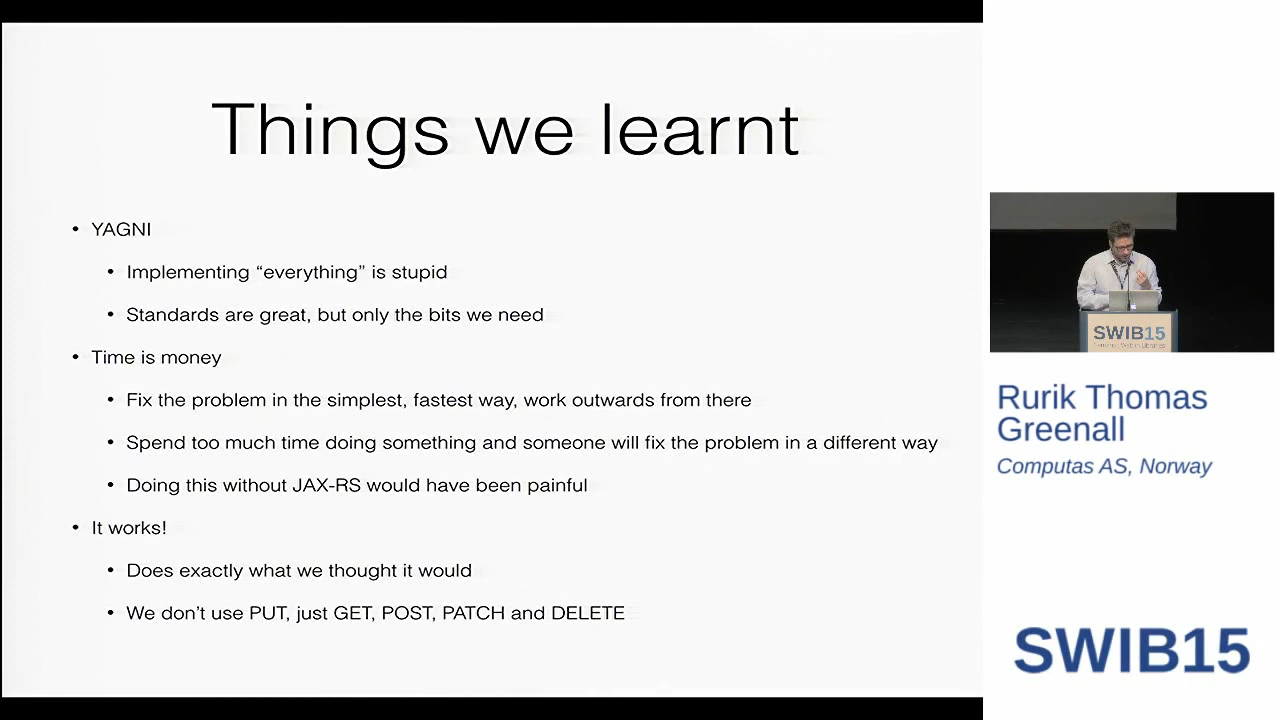 Things we learnt
• YAGNI
• Implementing “everything” is stupid
• Standards are great, but only the bits we need
• Time is money
• Fix the problem in the simplest, fastest way, work outwards from there
• Spend too much time doing something and someone will fix the problem in a different way
• Doing this without JAX-RS would have been painful
• It works!
• Does exactly what we thought it would
• We don’t use PUT, just GET, POST, PATCH and DELETE
SWIB15
Semantic Web in Libraries
Rurik Thomas
Greenall
Computas AS, Norway
SWIB15